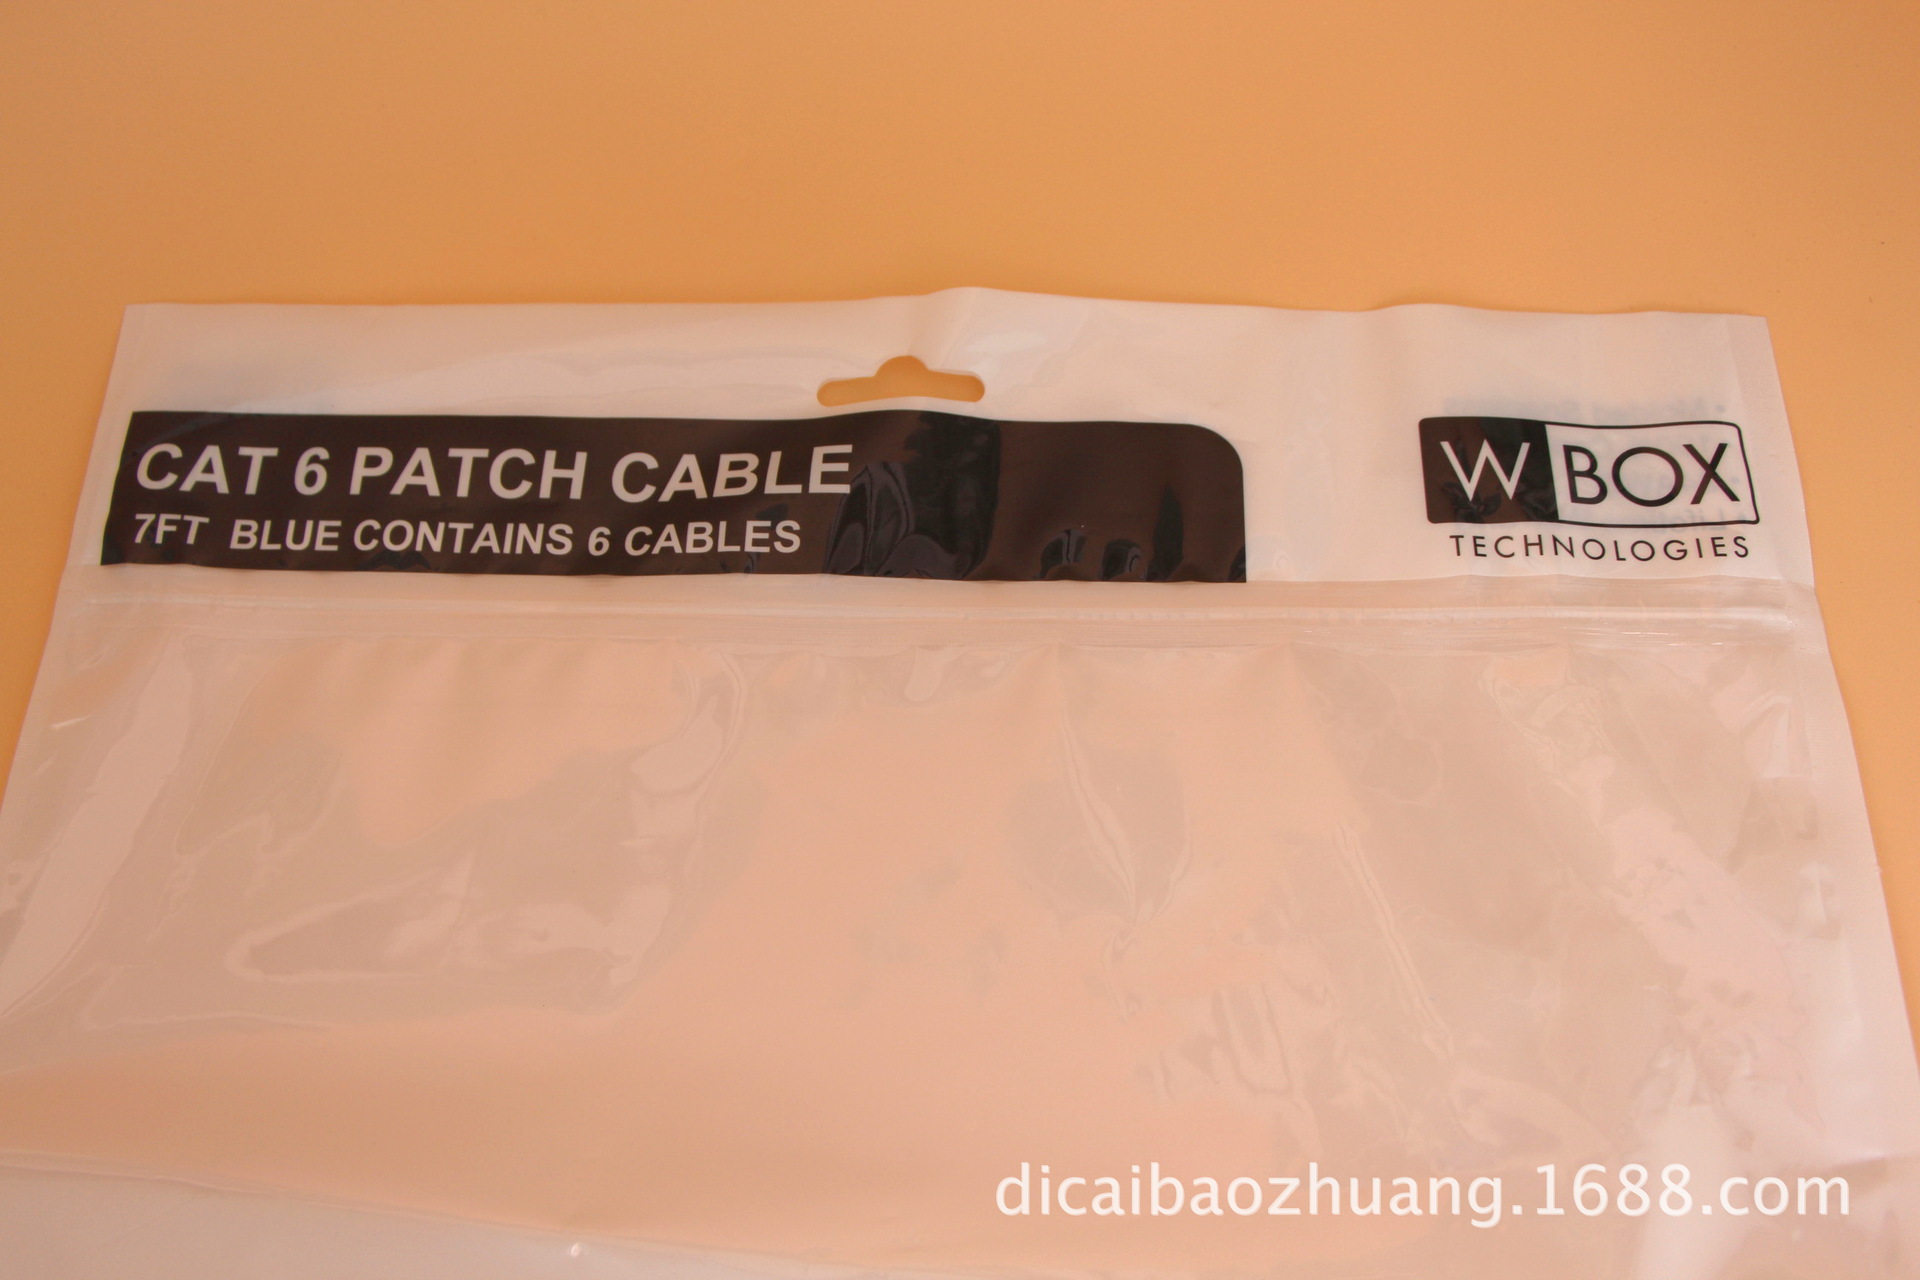 CAT 6 PATCH CABLE
7FT BLUE CONTAINS 6 CABLES
W BOX
TECHNOLOGIES
dicaibaozhuang.1688.com